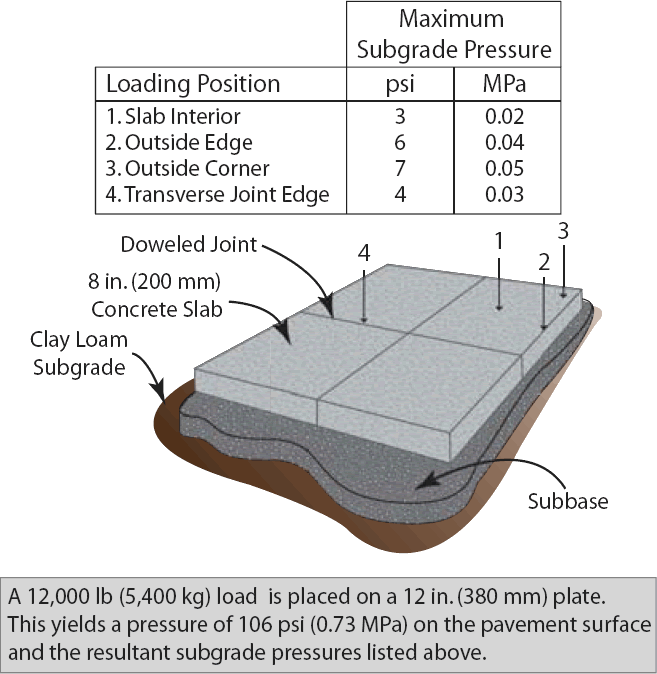 Maximum
Subgrade Pressure
Loading Position psi MPa
1. Slab Interior 3 0.02
2. Outside Edge 6 0.04
3. Outside Corner 7 0.05
4. Transverse Joint Edge 4 0.03
Doweled Joint
8 in. (200 mm)
Concrete Slab
Clay Loam
Subgrade
4
1
2
3
Subbase
A 12,000 lb (5,400 kg) load is placed on a 12 in. (380 mm) plate.
This yields a pressure of 106 psi (0.73 MPa) on the pavement surface
and the resultant subgrade pressures listed above.